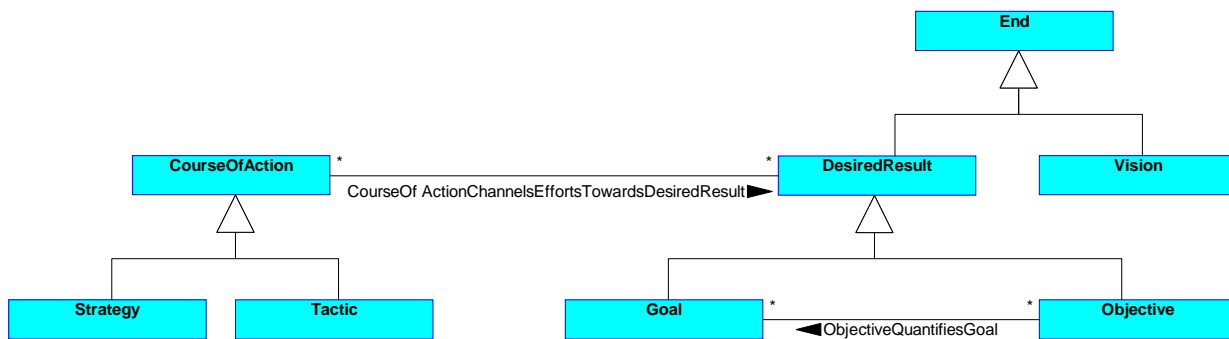 End
CourseOfAction
*
*
DesiredResult
Vision
CourseOf ActionChannelsEffortsTowardsDesiredResult
Strategy
Tactic
Goal
*
*
Objective
ObjectiveQuantifiesGoal